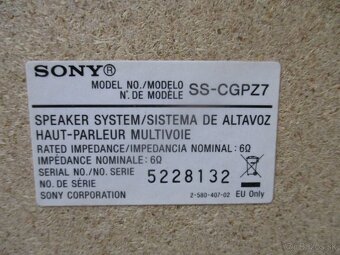 SONY®
MODEL NO./MODELO SS-CGPZ7
N°. DE MODÈLE
SPEAKER SYSTEM/SISTEMA DE ALTAVOZ
HAUT-PARLEUR MULTIVOIE
RATED IMPEDANCE/IMPEDANCIA NOMINAL: 6Ω
IMPÉDANCE NOMINALE: 6Ω
SERIAL NO./NO. SERIE 5228132
NO. DE SÉRIE
SONY CORPORATION 2-580-407-02 EU Only